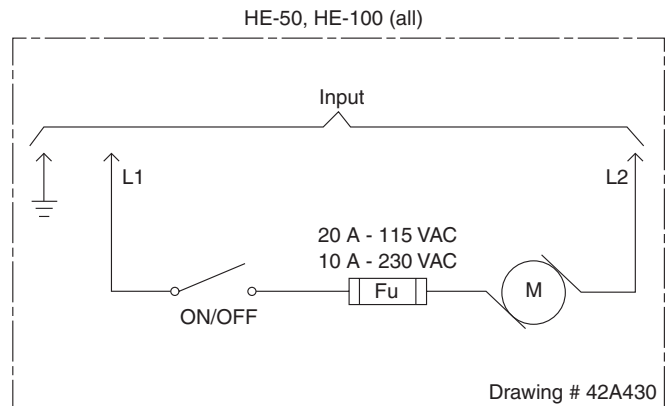 HE-50, HE-100 (all)
Input
L1
L2
20 A - 115 VAC
10 A - 230 VAC
Fu
M
ON/OFF
Drawing # 42A430